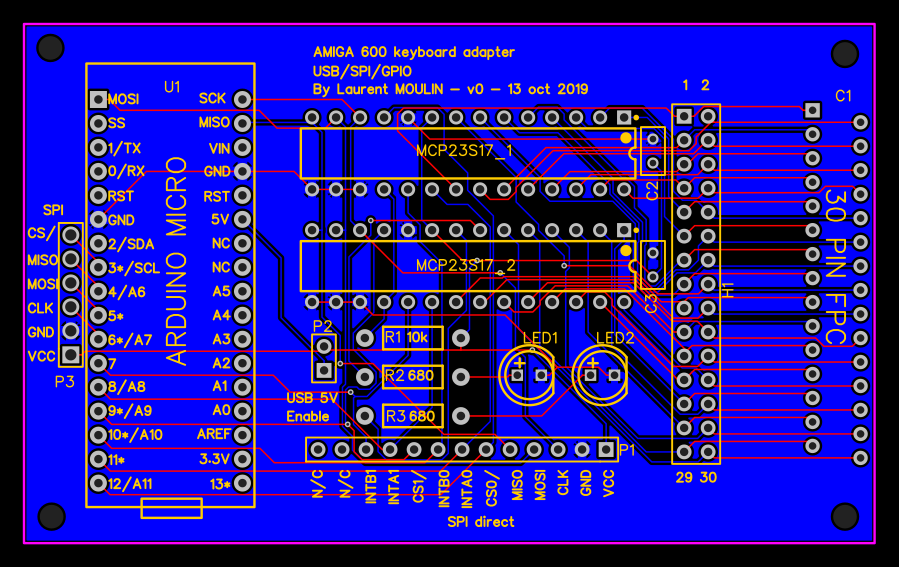 AMIGA 600 keyboard adapter
USB/SPI/GPIO
By Laurent MOULIN – v0 – 13 oct 2019
U1
ARDUINO MICRO
MOSI
SS
1/TX
0/RX
RST
GND
2/SDA
3*/SCL
4/A6
5*
6*/A7
7
8/A8
9*/A9
10*/A10
11*
12/A11
SCK
MISO
VIN
GND
RST
5V
NC
NC
A5
A4
A3
A2
A1
A0
AREF
3.3V
13*
SPI
CS/
MISO
MOSI
CLK
GND
VCC
P3
MCP23S17_1
C2
MCP23S17_2
C3
P2
USB 5V
Enable
R1 10k
R2 680
R3 680
LED1
LED2
P1
N/C
N/C
INTB1
INTA1
CS1/
INTB0
INTA0
CS0/
MISO
MOSI
CLK
GND
VCC
SPI direct
1 2
H1
29 30
C1
30 PIN FPC